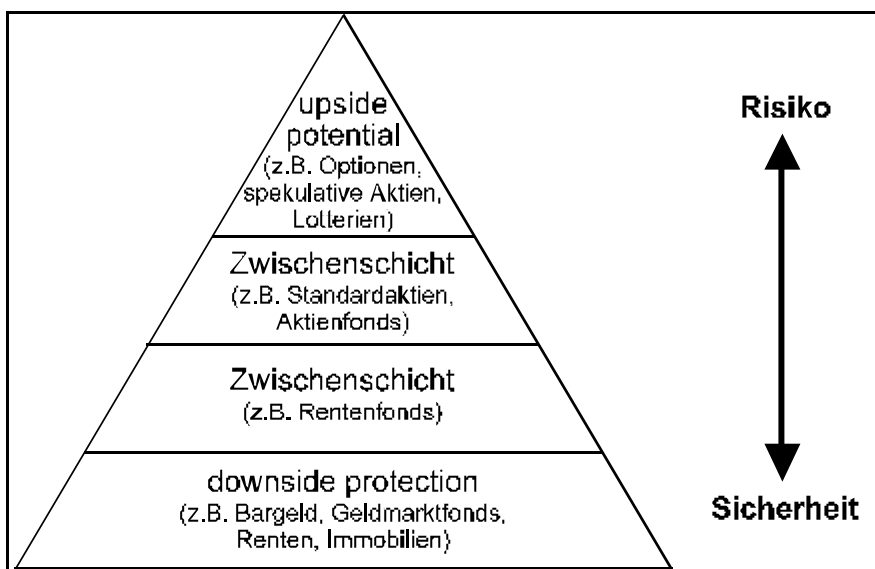 upside
potential
(z.B. Optionen,
spekulative Aktien,
Lotterien)
Zwischenschicht
(z.B. Standardaktien,
Aktienfonds)
Zwischenschicht
(z.B. Rentenfonds)
downside protection
(z.B. Bargeld, Geldmarktfonds,
Renten, Immobilien)
Risiko
Sicherheit